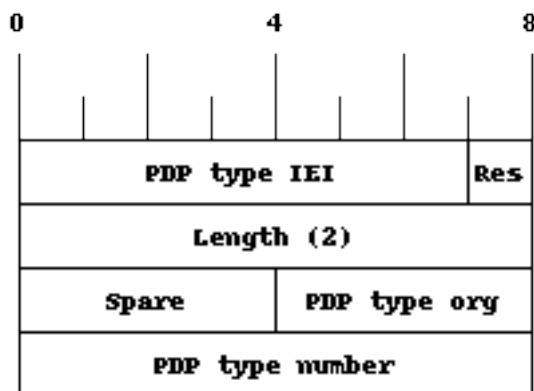 0 4 8
PDP type IEI Res
Length (2)
Spare PDP type org
PDP type number